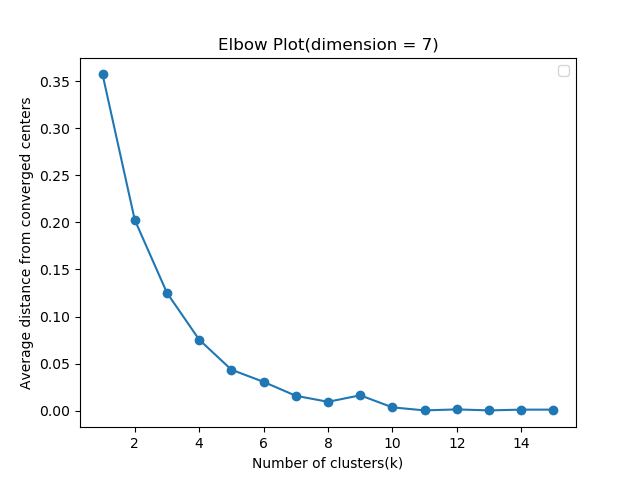 Elbow Plot(dimension = 7)
Average distance from converged centers
0.35
0.30
0.25
0.20
0.15
0.10
0.05
0.00
2 4 6 8 10 12 14
Number of clusters(k)